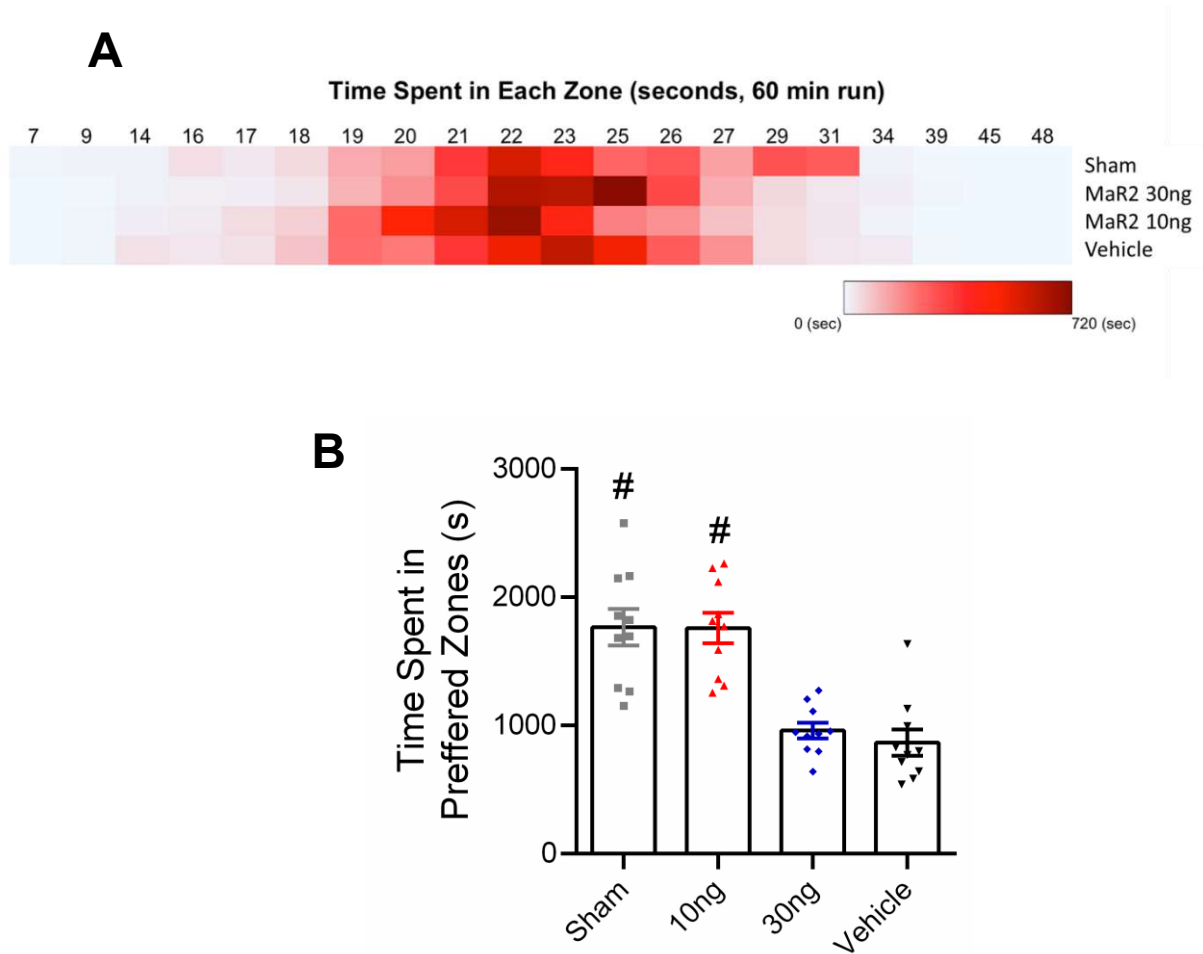 A
Time Spent in Each Zone (seconds, 60 min run)
7 9 14 16 17 18 19 20 21 22 23 25 26 27 29 31 34 39 45 48
Sham
MaR2 30ng
MaR2 10ng
Vehicle
0 (sec) 720 (sec)
B
Time Spent in
Preffered Zones (s)
3000
2000
1000
0
# #
Sham 10ng 30ng Vehicle